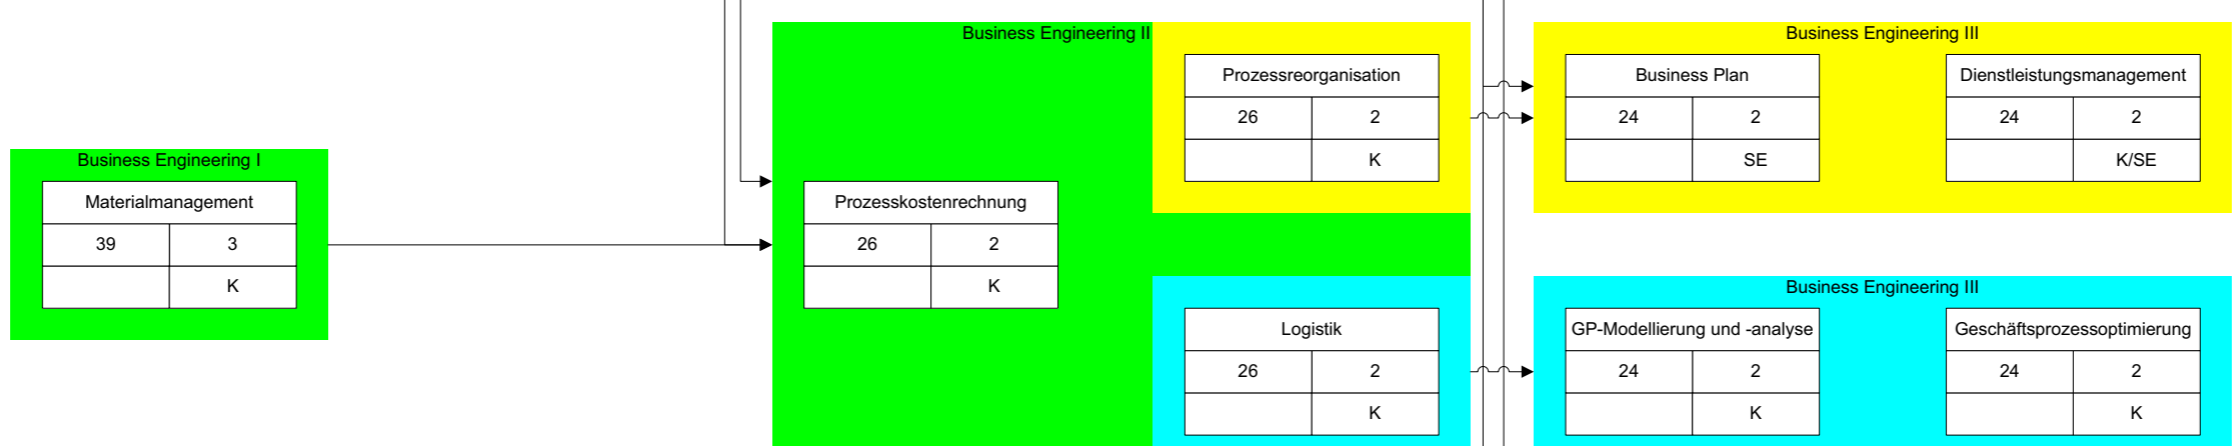 Business Engineering I
Materialmanagement
39 3
K
Business Engineering II
Prozesskostenrechnung
26 2
K
Prozessreorganisation
26 2
K
Logistik
26 2
K
Business Engineering III
Business Plan
24 2
SE
Dienstleistungsmanagement
24 2
K/SE
Business Engineering III
GP-Modellierung und -analyse
24 2
K
Geschäftsprozessoptimierung
24 2
K